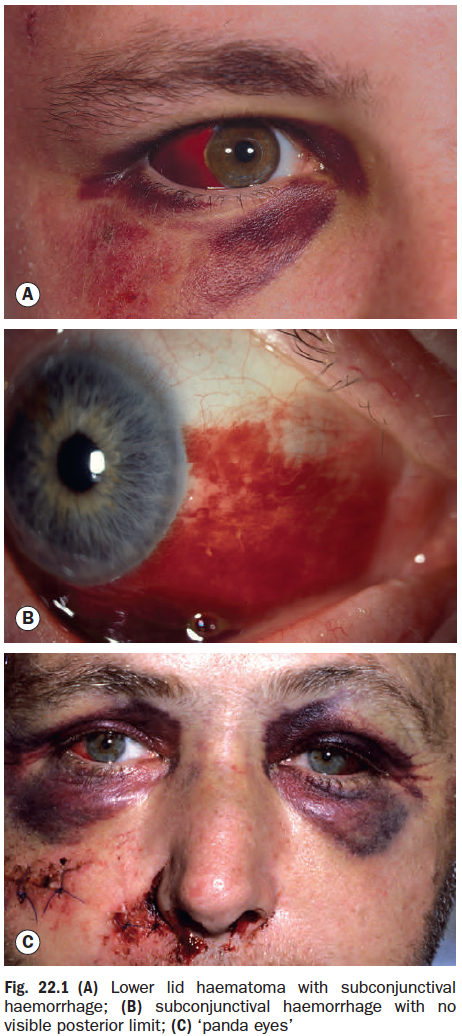 A
B
C
Fig. 22.1 (A) Lower lid haematoma with subconjunctival
haemorrhage; (B) subconjunctival haemorrhage with no
visible posterior limit; (C) ‘panda eyes’